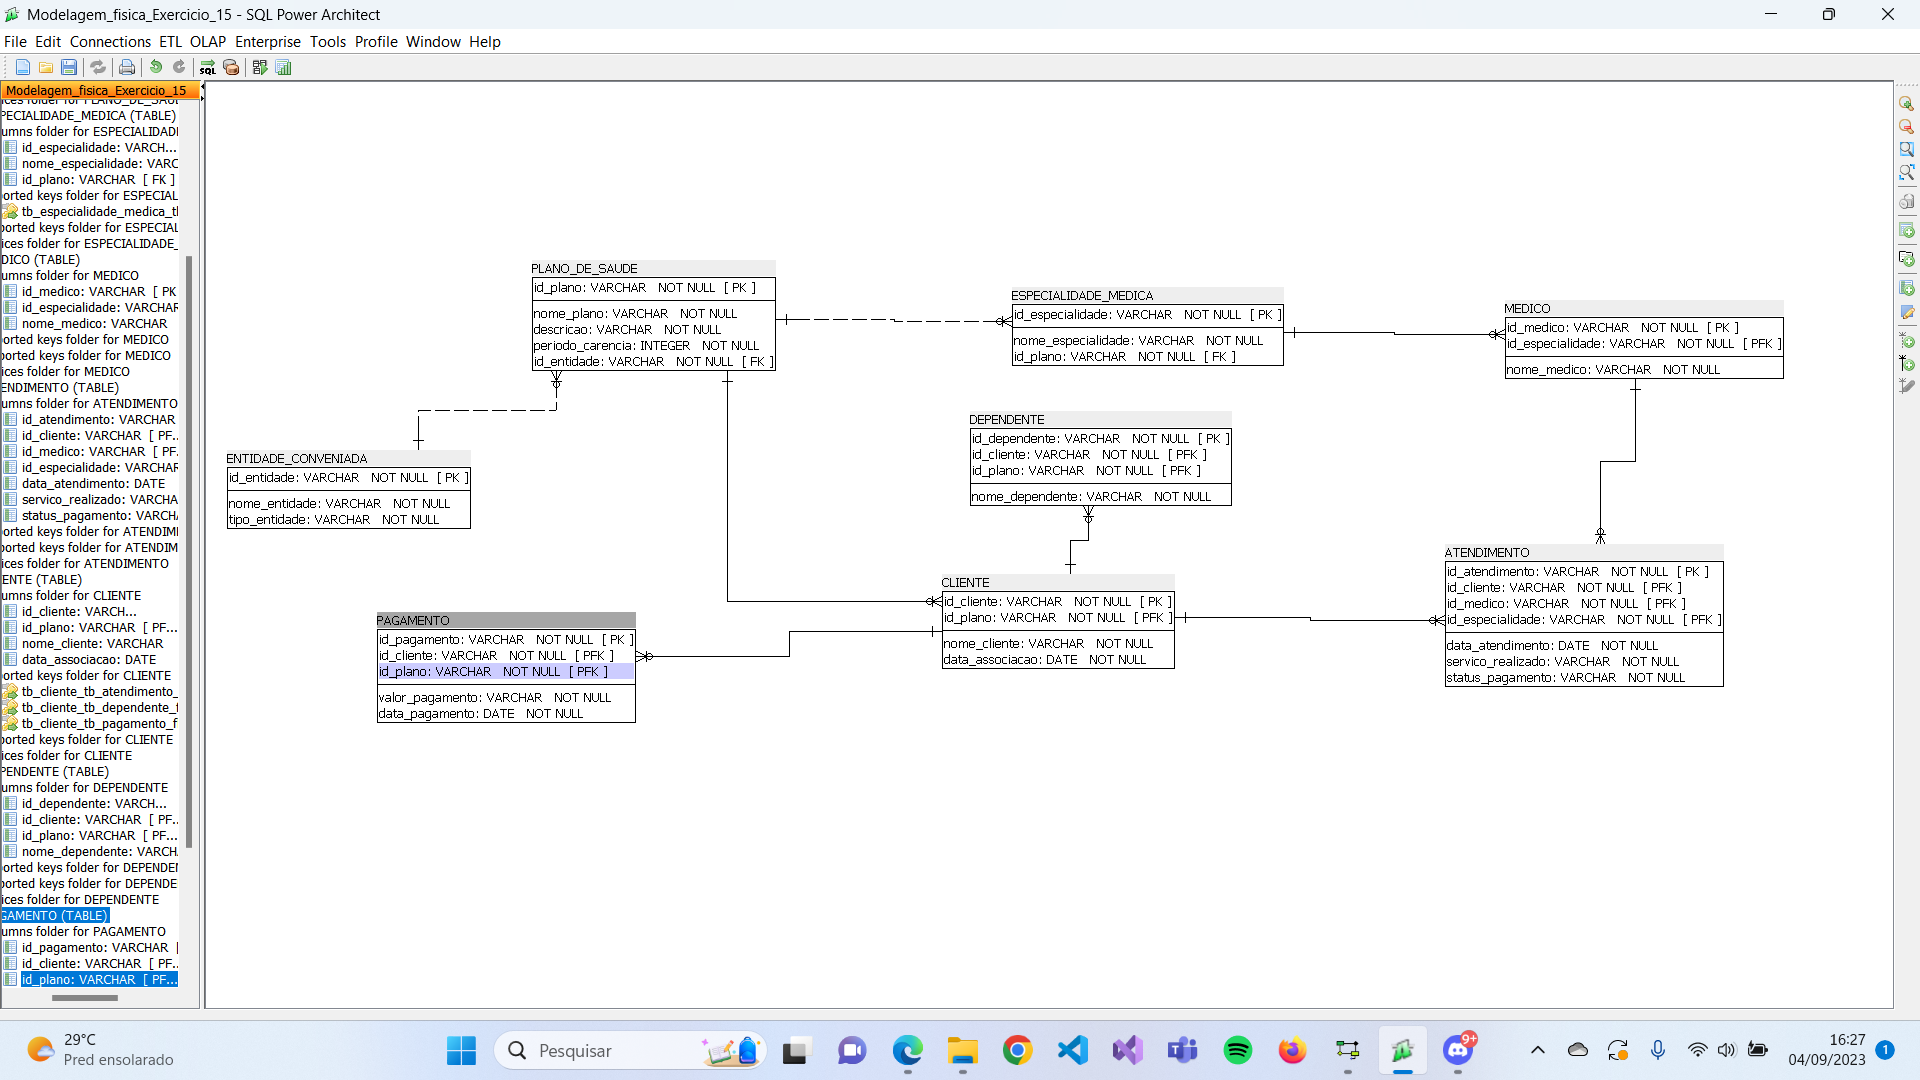 Modelagem_fisica_Exercicio_15 - SQL Power Architect
File Edit Connections ETL OLAP Enterprise Tools Profile Window Help
SQL
Modelagem_fisica_Exercicio_15
ices folder for PLANO_DE_SAUD
PECIALIDADE_MEDICA (TABLE)
umns folder for ESPECIALIDADI
id_especialidade: VARCH...
nome_especialidade: VARC
id_plano: VARCHAR [ FK ]
orted keys folder for ESPECIAL
tb_especialidade_medica_tl
ported keys folder for ESPECIAL
ices folder for ESPECIALIDADE_
DICO (TABLE)
umns folder for MEDICO
id_medico: VARCHAR [ PK
id_especialidade: VARCHAR
nome_medico: VARCHAR
orted keys folder for MEDICO
ported keys folder for MEDICO
ices folder for MEDICO
ENDIMENTO (TABLE)
umns folder for ATENDIMENTO
id_atendimento: VARCHAR
id_cliente: VARCHAR [ PF...
id_medico: VARCHAR [ PF.
id_especialidade: VARCHAR
data_atendimento: DATE
servico_realizado: VARCHA
status_pagamento: VARCHA
orted keys folder for ATENDIMI
ported keys folder for ATENDIM
ices folder for ATENDIMENTO
ENTE (TABLE)
umns folder for CLIENTE
id_cliente: VARCH...
id_plano: VARCHAR [ PF...
nome_cliente: VARCHAR
data_associacao: DATE
orted keys folder for CLIENTE
tb_cliente_tb_atendimento_
tb_cliente_tb_dependente_f
tb_cliente_tb_pagamento_f
ported keys folder for CLIENTE
ices folder for CLIENTE
PENDENTE (TABLE)
umns folder for DEPENDENTE
id_dependente: VARCH...
id_cliente: VARCHAR [ PF..
id_plano: VARCHAR [ PF...
nome_dependente: VARCH
orted keys folder for DEPENDEN
ported keys folder for DEPENDE
ices folder for DEPENDENTE
GAMENTO (TABLE)
umns folder for PAGAMENTO
id_pagamento: VARCHAR [
id_cliente: VARCHAR [ PF...
id_plano: VARCHAR [ PF...
PLANO_DE_SAUDE
id_plano: VARCHAR NOT NULL [ PK ]
nome_plano: VARCHAR NOT NULL
descricao: VARCHAR NOT NULL
periodo_carencia: INTEGER NOT NULL
id_entidade: VARCHAR NOT NULL [ FK ]
ESPECIALIDADE_MEDICA
id_especialidade: VARCHAR NOT NULL [ PK ]
nome_especialidade: VARCHAR NOT NULL
id_plano: VARCHAR NOT NULL [ FK ]
MEDICO
id_medico: VARCHAR NOT NULL [ PK ]
id_especialidade: VARCHAR NOT NULL [ PFK ]
nome_medico: VARCHAR NOT NULL
DEPENDENTE
id_dependente: VARCHAR NOT NULL [ PK ]
id_cliente: VARCHAR NOT NULL [ PFK ]
id_plano: VARCHAR NOT NULL [ PFK ]
nome_dependente: VARCHAR NOT NULL
ENTIDADE_CONVENIADA
id_entidade: VARCHAR NOT NULL [ PK ]
nome_entidade: VARCHAR NOT NULL
tipo_entidade: VARCHAR NOT NULL
ATENDIMENTO
id_atendimento: VARCHAR NOT NULL [ PK ]
id_cliente: VARCHAR NOT NULL [ PFK ]
id_medico: VARCHAR NOT NULL [ PFK ]
id_especialidade: VARCHAR NOT NULL [ PFK ]
data_atendimento: DATE NOT NULL
servico_realizado: VARCHAR NOT NULL
status_pagamento: VARCHAR NOT NULL
CLIENTE
id_cliente: VARCHAR NOT NULL [ PK ]
id_plano: VARCHAR NOT NULL [ PFK ]
nome_cliente: VARCHAR NOT NULL
data_associacao: DATE NOT NULL
PAGAMENTO
id_pagamento: VARCHAR NOT NULL [ PK ]
id_cliente: VARCHAR NOT NULL [ PFK ]
id_plano: VARCHAR NOT NULL [ PFK ]
valor_pagamento: VARCHAR NOT NULL
data_pagamento: DATE NOT NULL
29°C
Pred ensolarado
Pesquisar
9+
16:27
04/09/2023
1